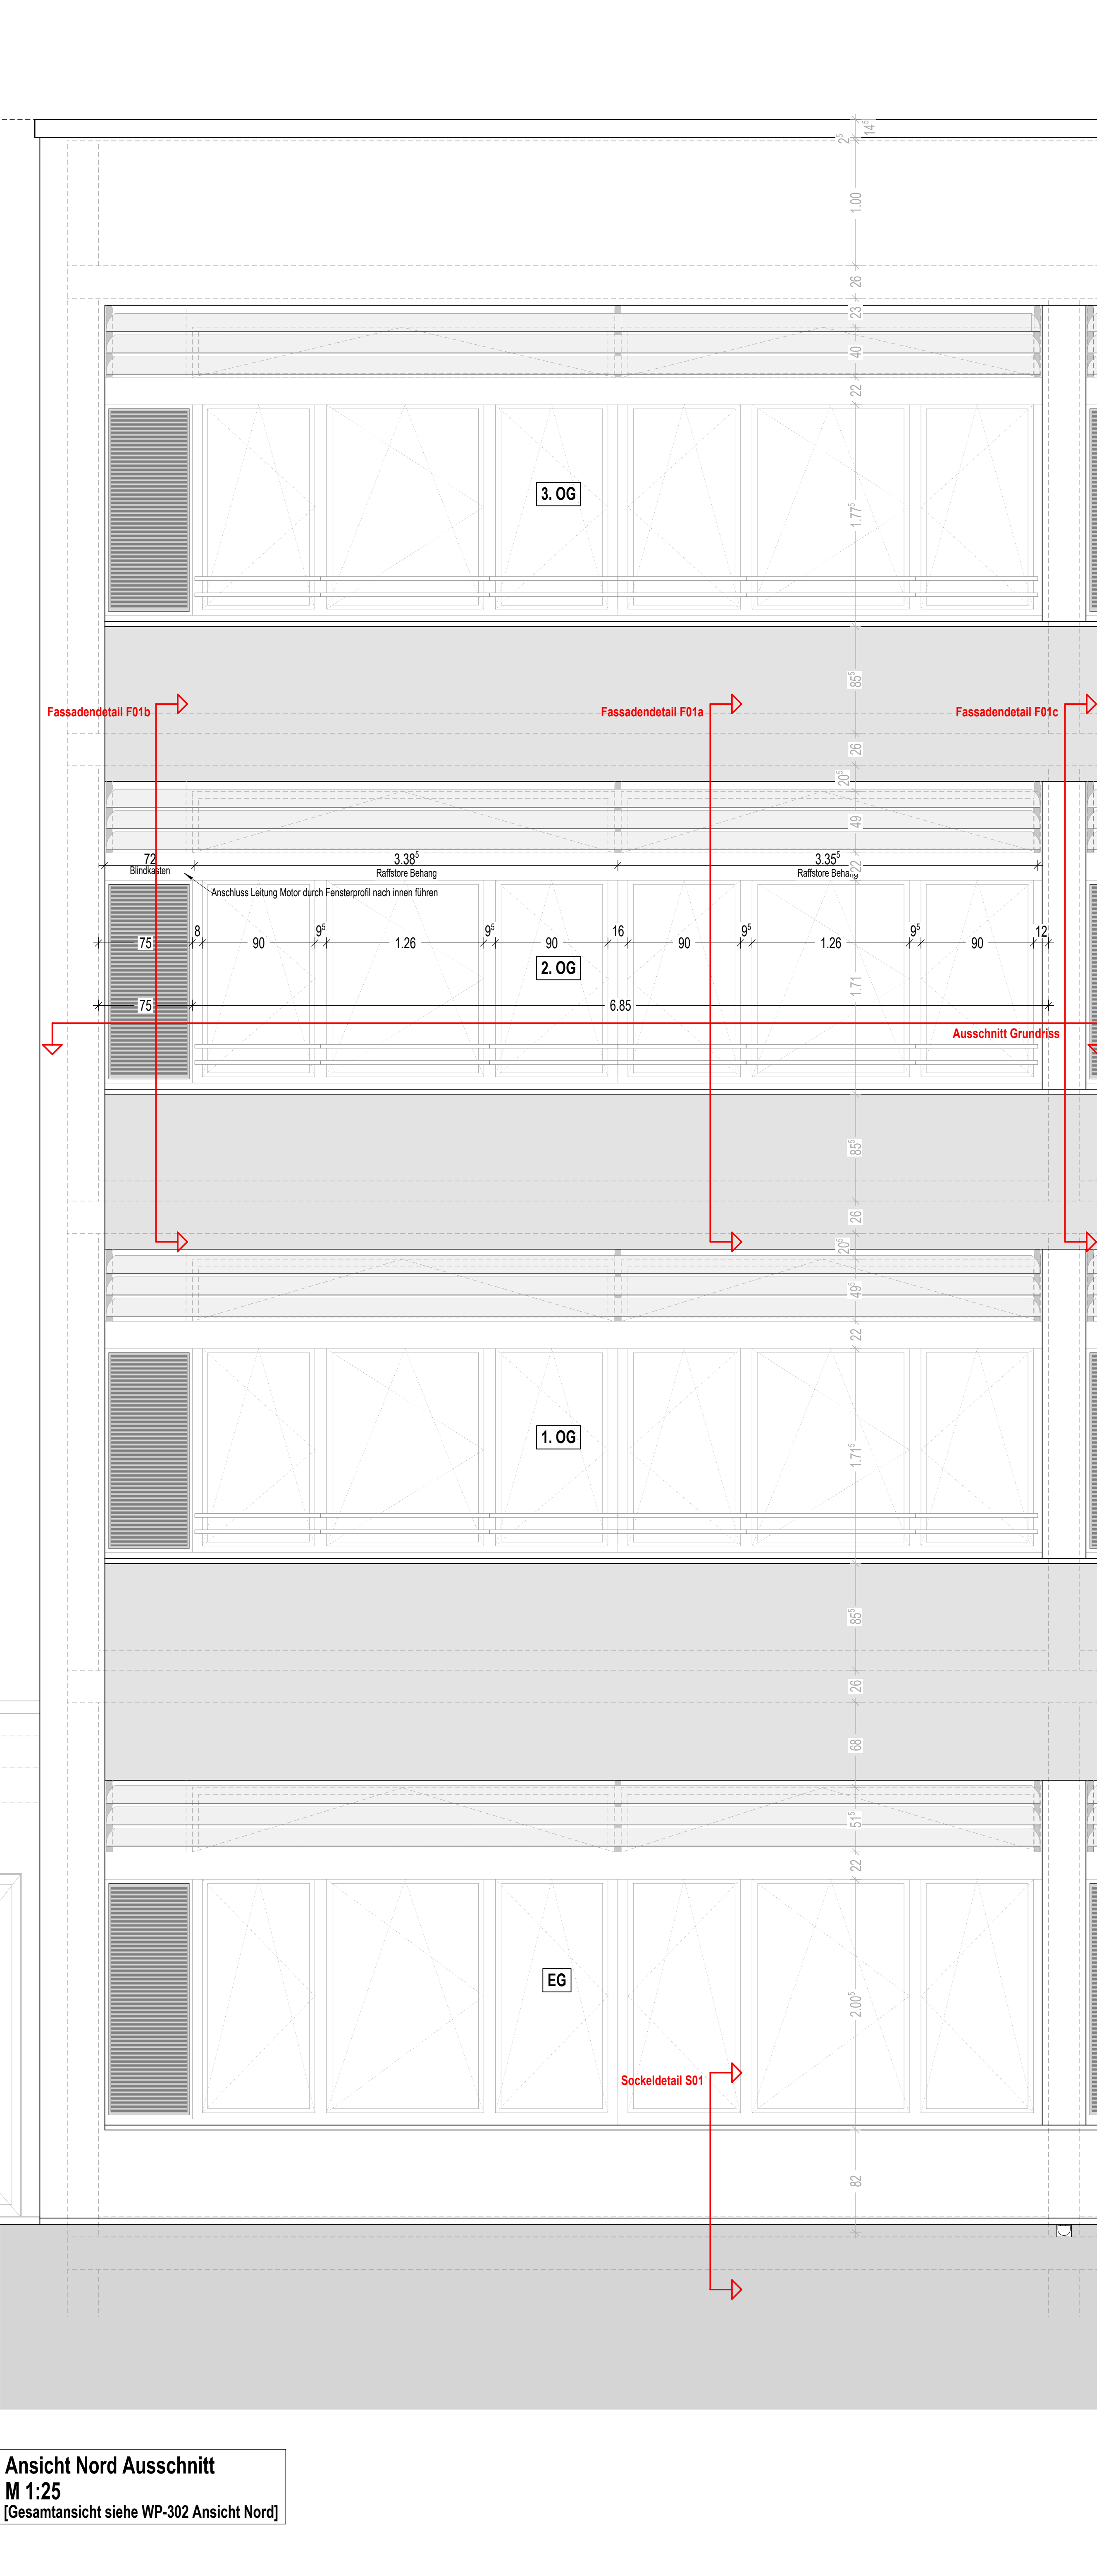 14⁵
2⁵
1.00
26
23
40
22
3. OG
1.77⁵
85⁵
Fassadendetail F01b
Fassadendetail F01a
Fassadendetail F01c
26
20⁵
49
72
3.38⁵
3.35⁵
22
Blindkasten
Raffstore Behang
Raffstore Behang
Anschluss Leitung Motor durch Fensterprofil nach innen führen
8
9⁵
9⁵
16
9⁵
9⁵
12
75
90
1.26
90
90
1.26
90
2. OG
1.71
75
6.85
Ausschnitt Grundriss
85⁵
26
20⁵
49⁵
22
1. OG
1.71⁵
85⁵
26
68
51⁵
22
EG
2.00⁵
Sockeldetail S01
82
Ansicht Nord Ausschnitt
M 1:25
[Gesamtansicht siehe WP-302 Ansicht Nord]